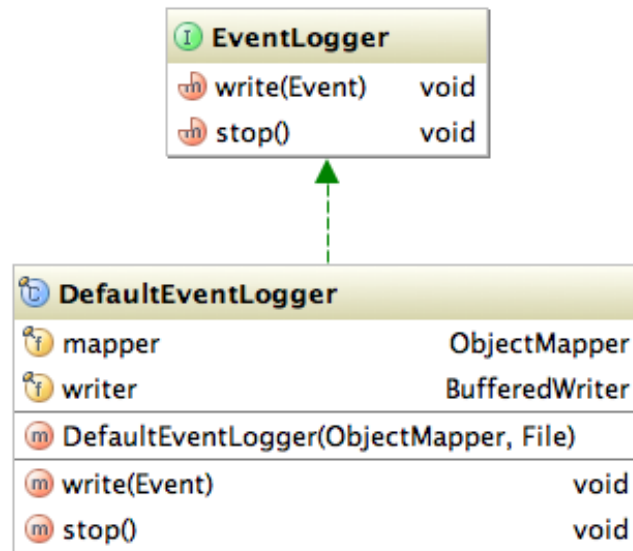 EventLogger
write(Event) void
stop() void
DefaultEventLogger
mapper ObjectMapper
writer BufferedWriter
DefaultEventLogger(ObjectMapper, File)
write(Event) void
stop() void